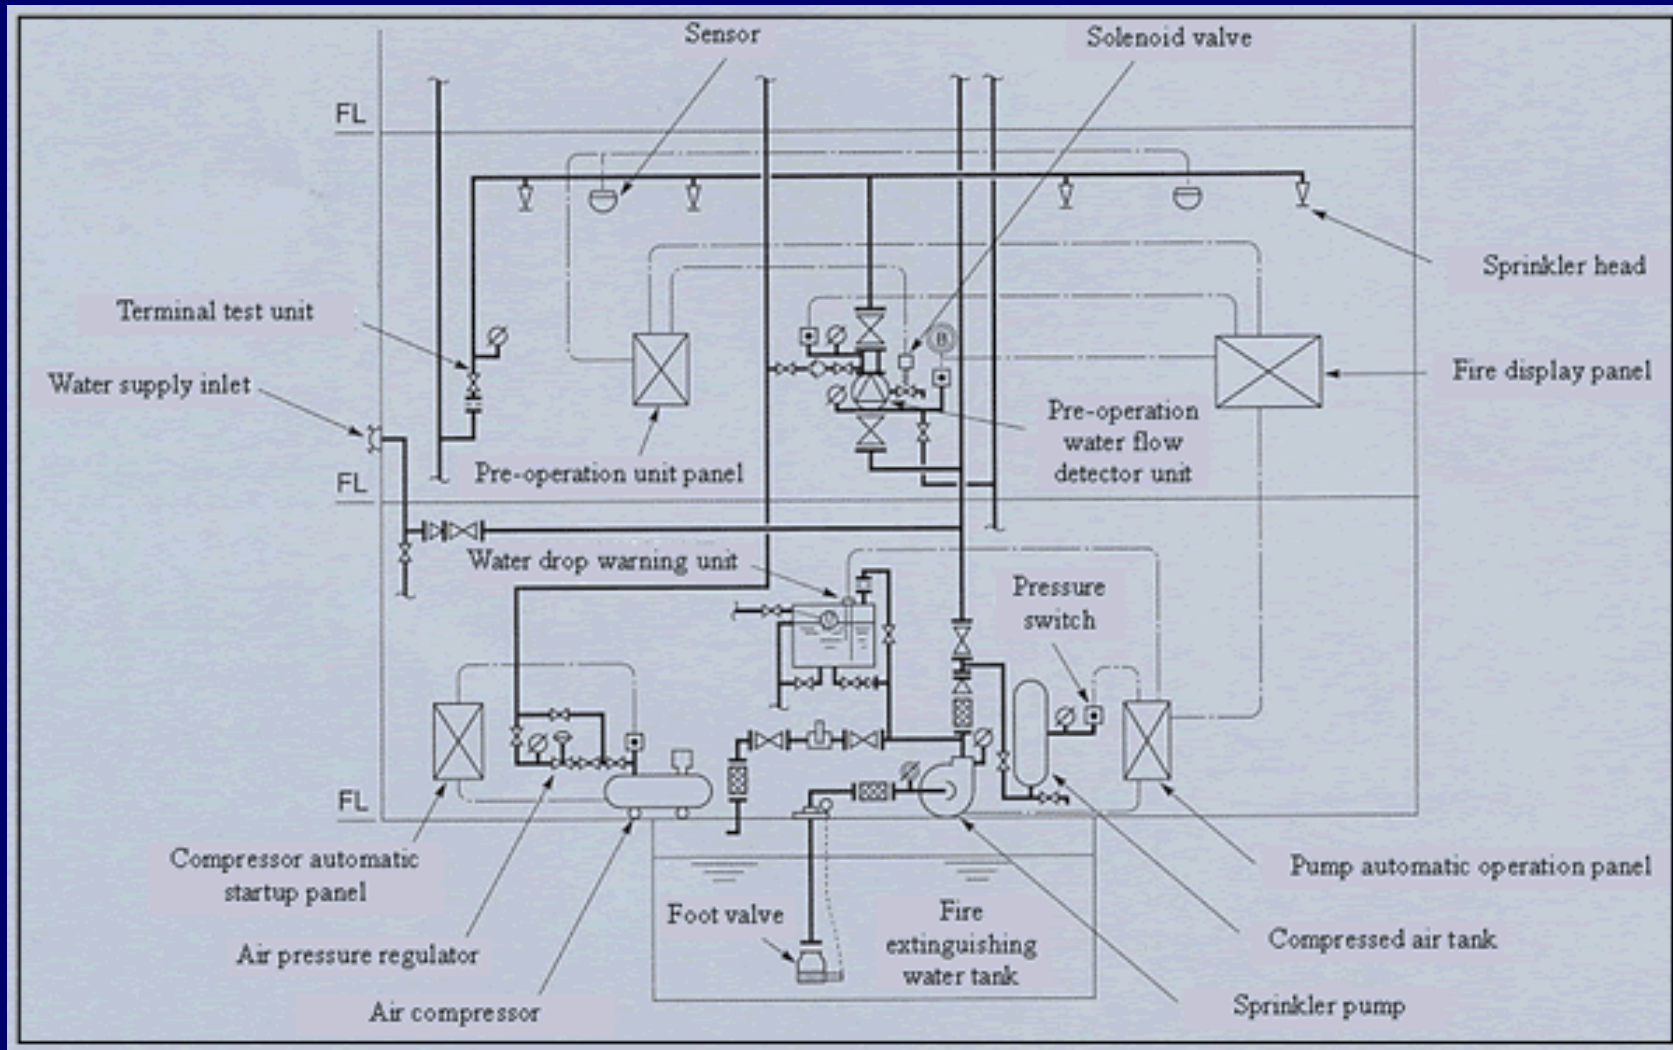 Sensor
Solenoid valve
FL
Sprinkler head
Terminal test unit
B
Water supply inlet
Fire display panel
Pre-operation
water flow
detector unit
Pre-operation unit panel
FL
Water drop warning unit
Pressure
switch
FL
Compressor automatic
startup panel
Pump automatic operation panel
Foot valve
Fire
extinguishing
water tank
Air pressure regulator
Compressed air tank
Air compressor
Sprinkler pump